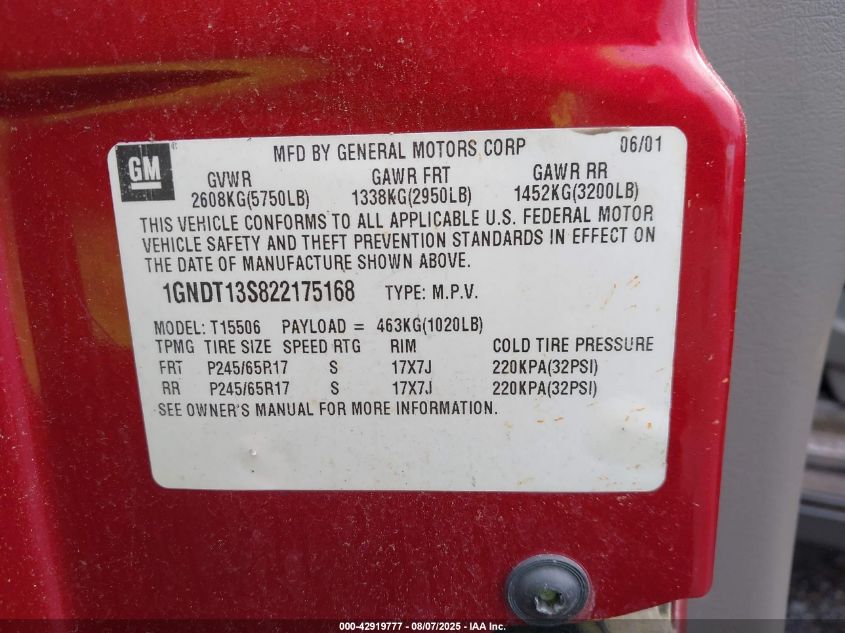 GM ®
MFD BY GENERAL MOTORS CORP 06/01
GVWR GAWR FRT GAWR RR
2608KG(5750LB) 1338KG(2950LB) 1452KG(3200LB)
THIS VEHICLE CONFORMS TO ALL APPLICABLE U.S. FEDERAL MOTOR
VEHICLE SAFETY AND THEFT PREVENTION STANDARDS IN EFFECT ON
THE DATE OF MANUFACTURE SHOWN ABOVE.
1GNDT13S822175168 TYPE: M.P.V.
MODEL: T15506 PAYLOAD = 463KG(1020LB)
TPMG TIRE SIZE SPEED RTG RIM COLD TIRE PRESSURE
FRT P245/65R17 S 17X7J 220KPA(32PSI)
RR P245/65R17 S 17X7J 220KPA(32PSI)
SEE OWNER'S MANUAL FOR MORE INFORMATION.
000-42919777 - 08/07/2025 - IAA Inc.